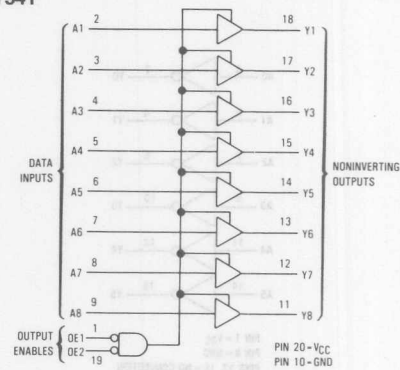 A1 2 18 Y1
A2 3 17 Y2
A3 4 16 Y3
A4 5 15 Y4
DATA
INPUTS
NONINVERTING
OUTPUTS
A5 6 14 Y5
A6 7 13 Y6
A7 8 12 Y7
A8 9 11 Y8
OUTPUT
ENABLES
1
OE1
OE2
19
PIN 20 - VCC
PIN 10 - GND